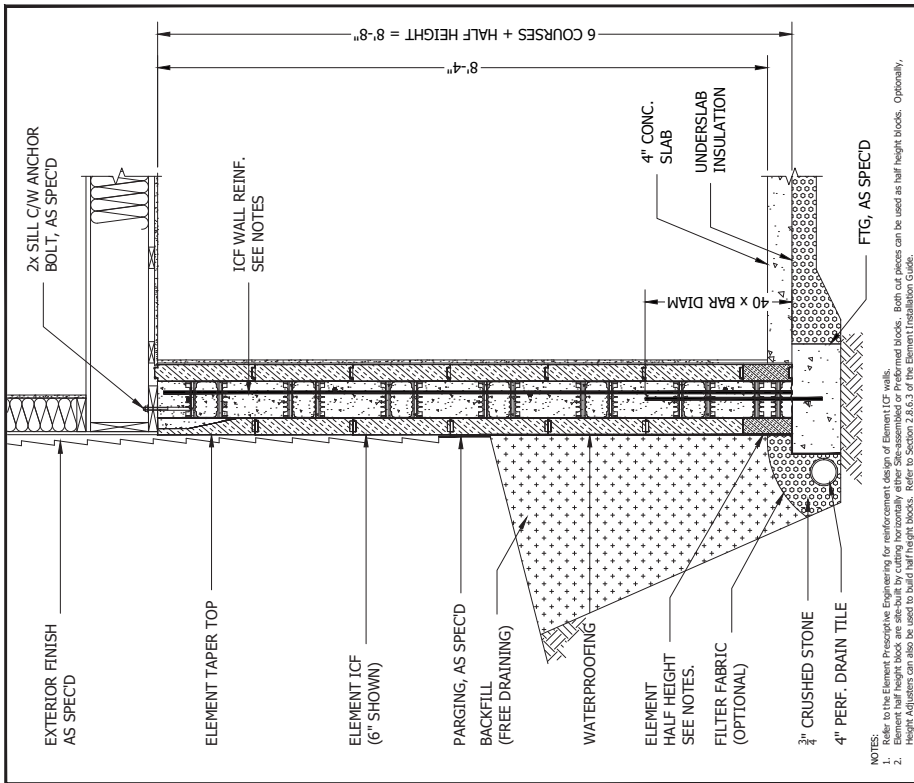 EXTERIOR FINISH
AS SPEC'D
ELEMENT TAPER TOP
ELEMENT ICF
(6" SHOWN)
PARGING, AS SPEC'D
BACKFILL
(FREE DRAINING)
WATERPROOFING
ELEMENT
HALF HEIGHT
SEE NOTES.
FILTER FABRIC
(OPTIONAL)
3/4" CRUSHED STONE
4" PERF. DRAIN TILE
2x SILL C/W ANCHOR
BOLT, AS SPEC'D
ICF WALL REINF.
SEE NOTES
4" CONC.
SLAB
UNDERSLAB
INSULATION
40 x BAR DIAM
FTG, AS SPEC'D
8'-4"
6 COURSES + HALF HEIGHT = 8'-8"
NOTES:
1. Refer to the Element Prescriptive Engineering for reinforcement design of Element ICF walls.
2. Element half height block are site-built by cutting horizontally either Site-assembled or Preformed blocks. Both cut pieces can be used as half height blocks. Optionally,
Height Adjusters can also be used to build half height blocks. Refer to Section 2.8.6.3 of the Element Installation Guide.